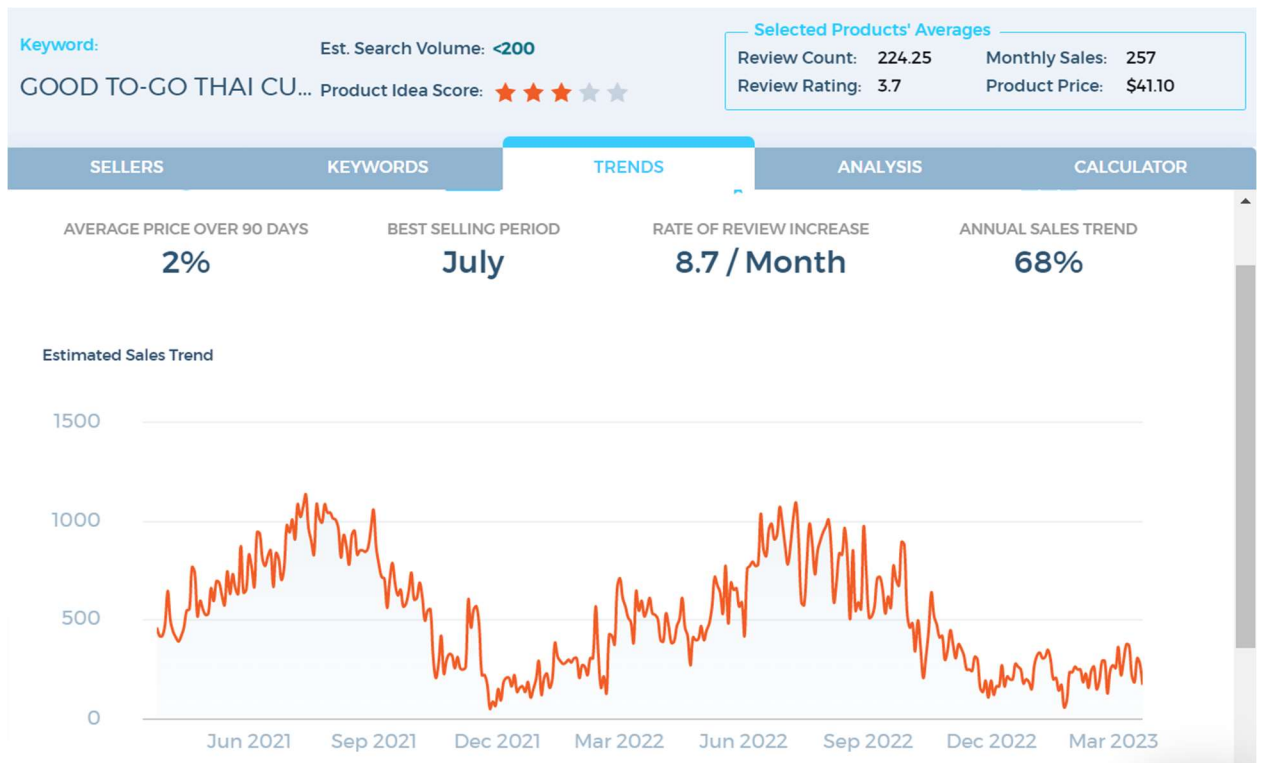 Keyword:
GOOD TO-GO THAI CU...
Est. Search Volume: <200
Product Idea Score:
Selected Products' Averages
Review Count: 224.25 Monthly Sales: 257
Review Rating: 3.7 Product Price: $41.10
SELLERS KEYWORDS TRENDS ANALYSIS CALCULATOR
AVERAGE PRICE OVER 90 DAYS BEST SELLING PERIOD RATE OF REVIEW INCREASE ANNUAL SALES TREND
2% July 8.7 / Month 68%
Estimated Sales Trend
1500
1000
500
0
Jun 2021 Sep 2021 Dec 2021 Mar 2022 Jun 2022 Sep 2022 Dec 2022 Mar 2023